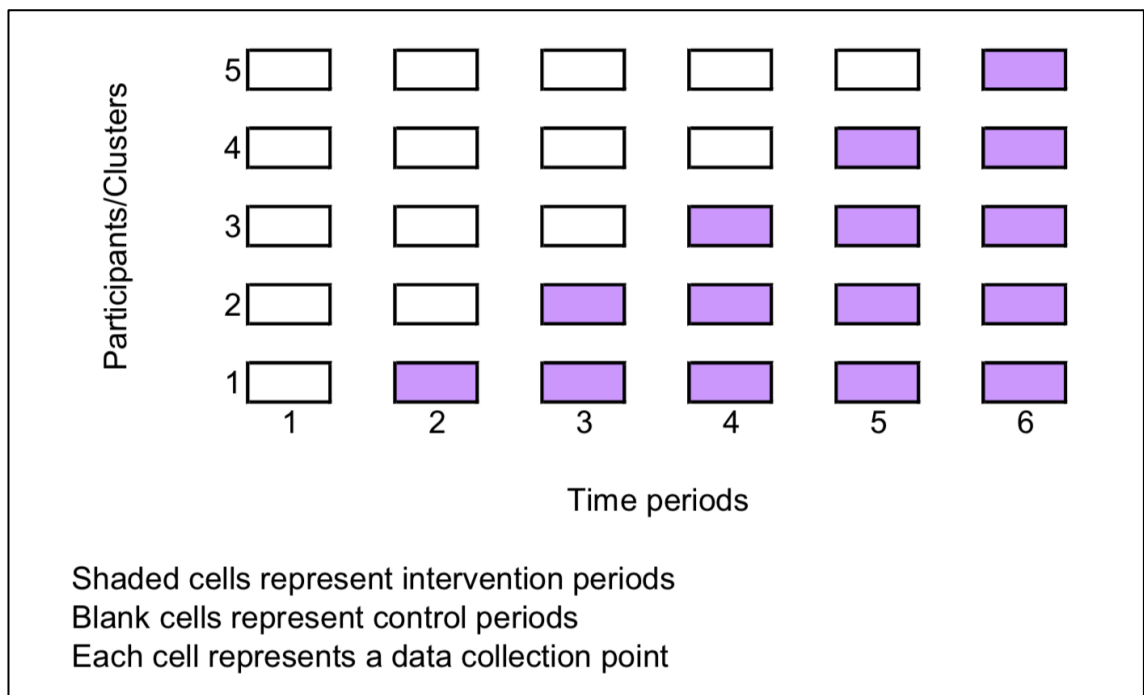 Participants/Clusters
5
4
3
2
1
1 2 3 4 5 6
Time periods
Shaded cells represent intervention periods
Blank cells represent control periods
Each cell represents a data collection point